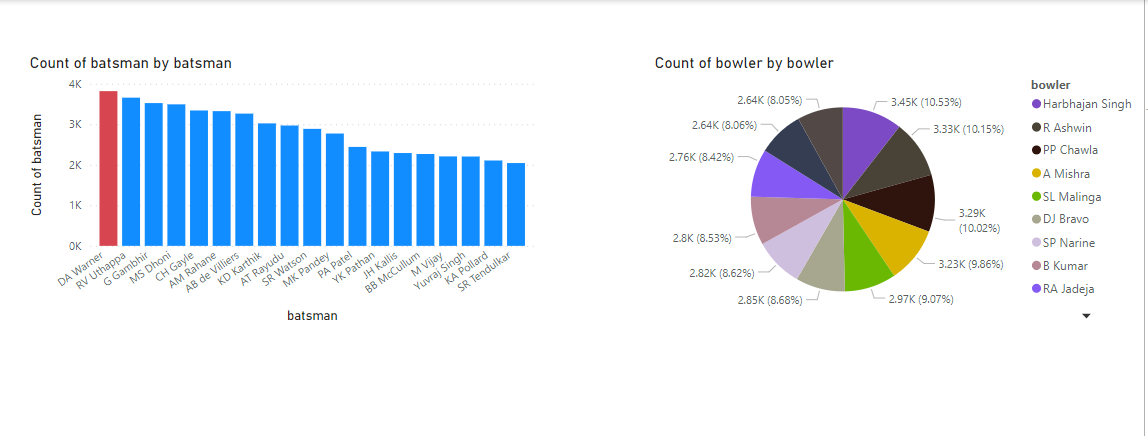 Count of batsman by batsman
4K
3K
2K
1K
0K
Count of batsman
DA Warner
RV Uthappa
G Gambhir
MS Dhoni
CH Gayle
AM Rahane
AB de Villiers
KD Karthik
AT Rayudu
SR Watson
MK Pandey
PA Patel
YK Pathan
JH Kallis
BB McCullum
M Vijay
Yuvraj Singh
KA Pollard
SR Tendulkar
batsman
Count of bowler by bowler
3.45K (10.53%)
3.33K (10.15%)
3.29K
(10.02%)
3.23K (9.86%)
2.97K (9.07%)
2.85K (8.68%)
2.82K (8.62%)
2.8K (8.53%)
2.76K (8.42%)
2.64K (8.06%)
2.64K (8.05%)
bowler
Harbhajan Singh
R Ashwin
PP Chawla
A Mishra
SL Malinga
DJ Bravo
SP Narine
B Kumar
RA Jadeja